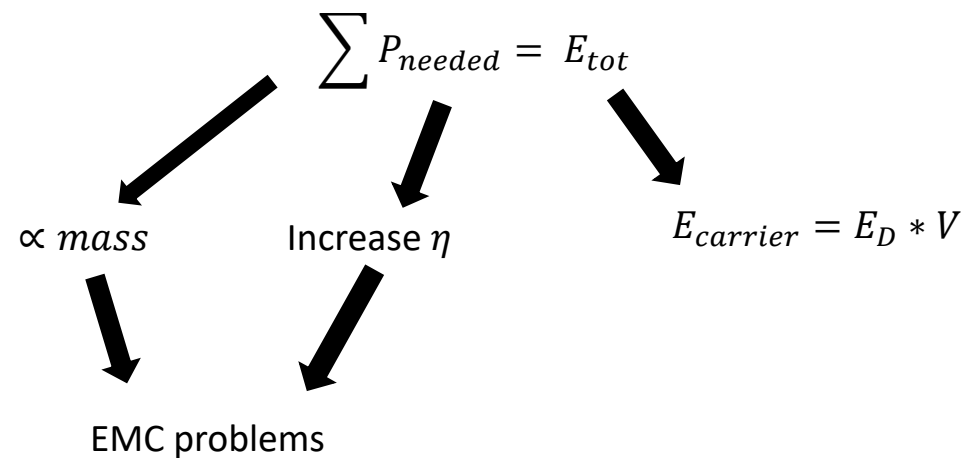 ∑ P_needed = E_tot
∝ mass
Increase η
E_carrier = E_D * V
EMC problems